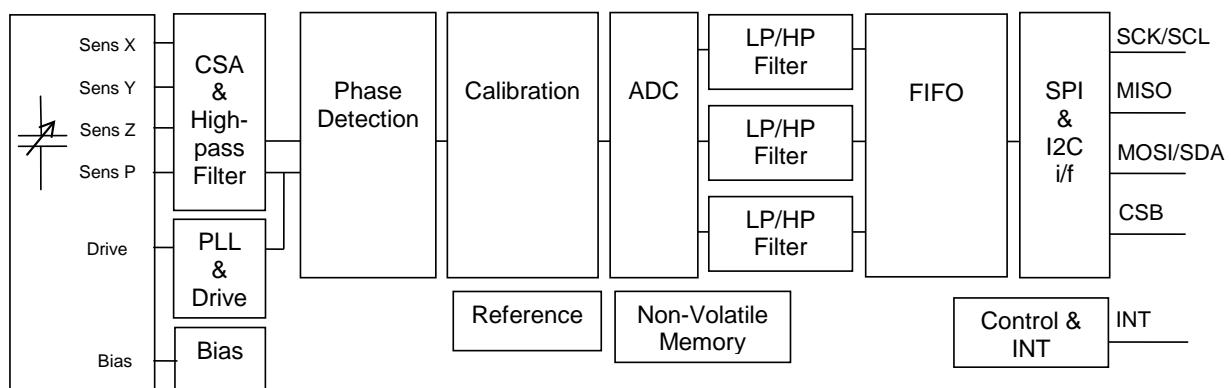 Sens X
Sens Y
Sens Z
Sens P
Drive
Bias
CSA
&
High-
pass
Filter
PLL
&
Drive
Bias
Phase
Detection
Calibration
Reference
ADC
Non-Volatile
Memory
LP/HP
Filter
LP/HP
Filter
LP/HP
Filter
FIFO
SPI
&
I2C
i/f
SCK/SCL
MISO
MOSI/SDA
CSB
Control &
INT
INT